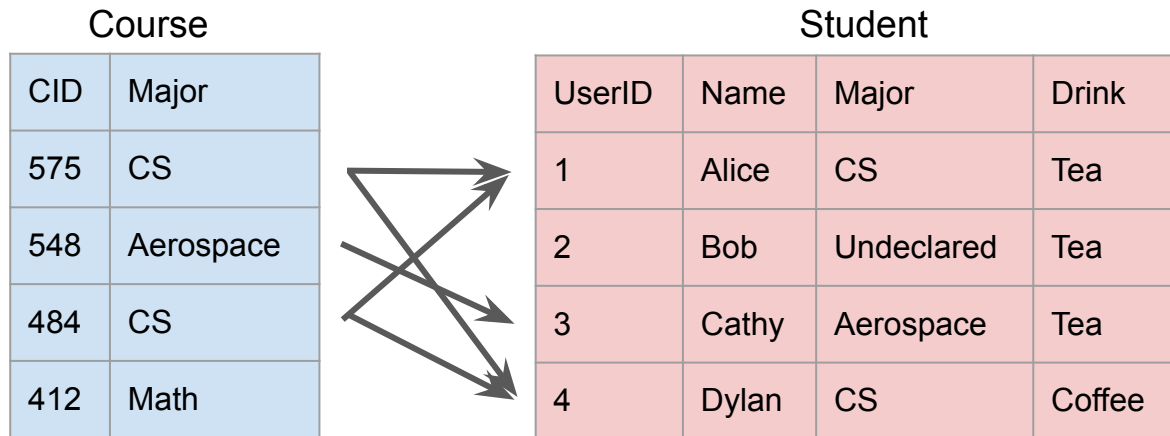 Course Student
CID Major UserID Name Major Drink
575 CS 1 Alice CS Tea
548 Aerospace 2 Bob Undeclared Tea
484 CS 3 Cathy Aerospace Tea
412 Math 4 Dylan CS Coffee